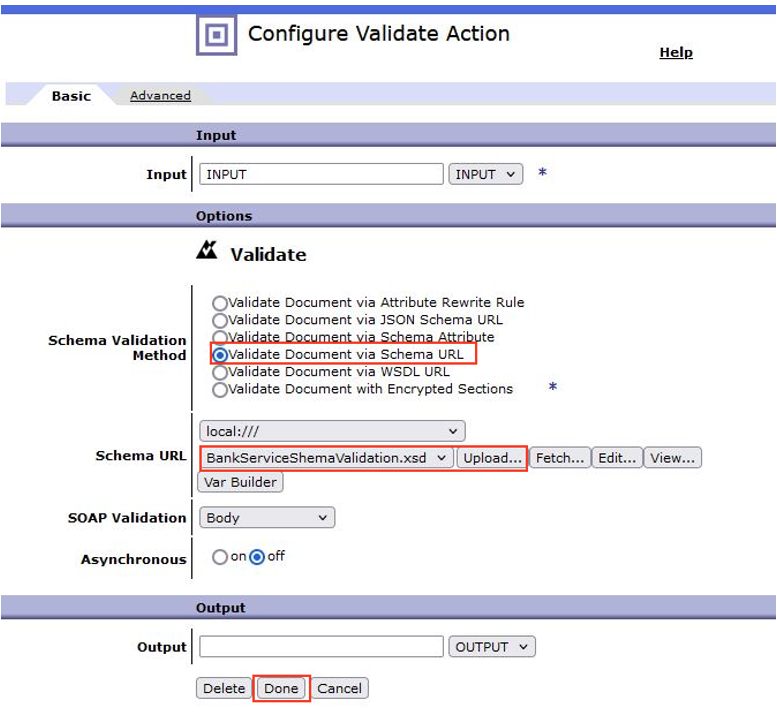 Configure Validate Action
Help
Basic Advanced
Input
Input INPUT INPUT *
Options
Validate
Schema Validation Method
Validate Document via Attribute Rewrite Rule
Validate Document via JSON Schema URL
Validate Document via Schema Attribute
Validate Document via Schema URL
Validate Document via WSDL URL
Validate Document with Encrypted Sections *
local:///
Schema URL BankServiceShemaValidation.xsd Upload... Fetch... Edit... View...
Var Builder
SOAP Validation Body
Asynchronous on off
Output
Output OUTPUT
Delete Done Cancel